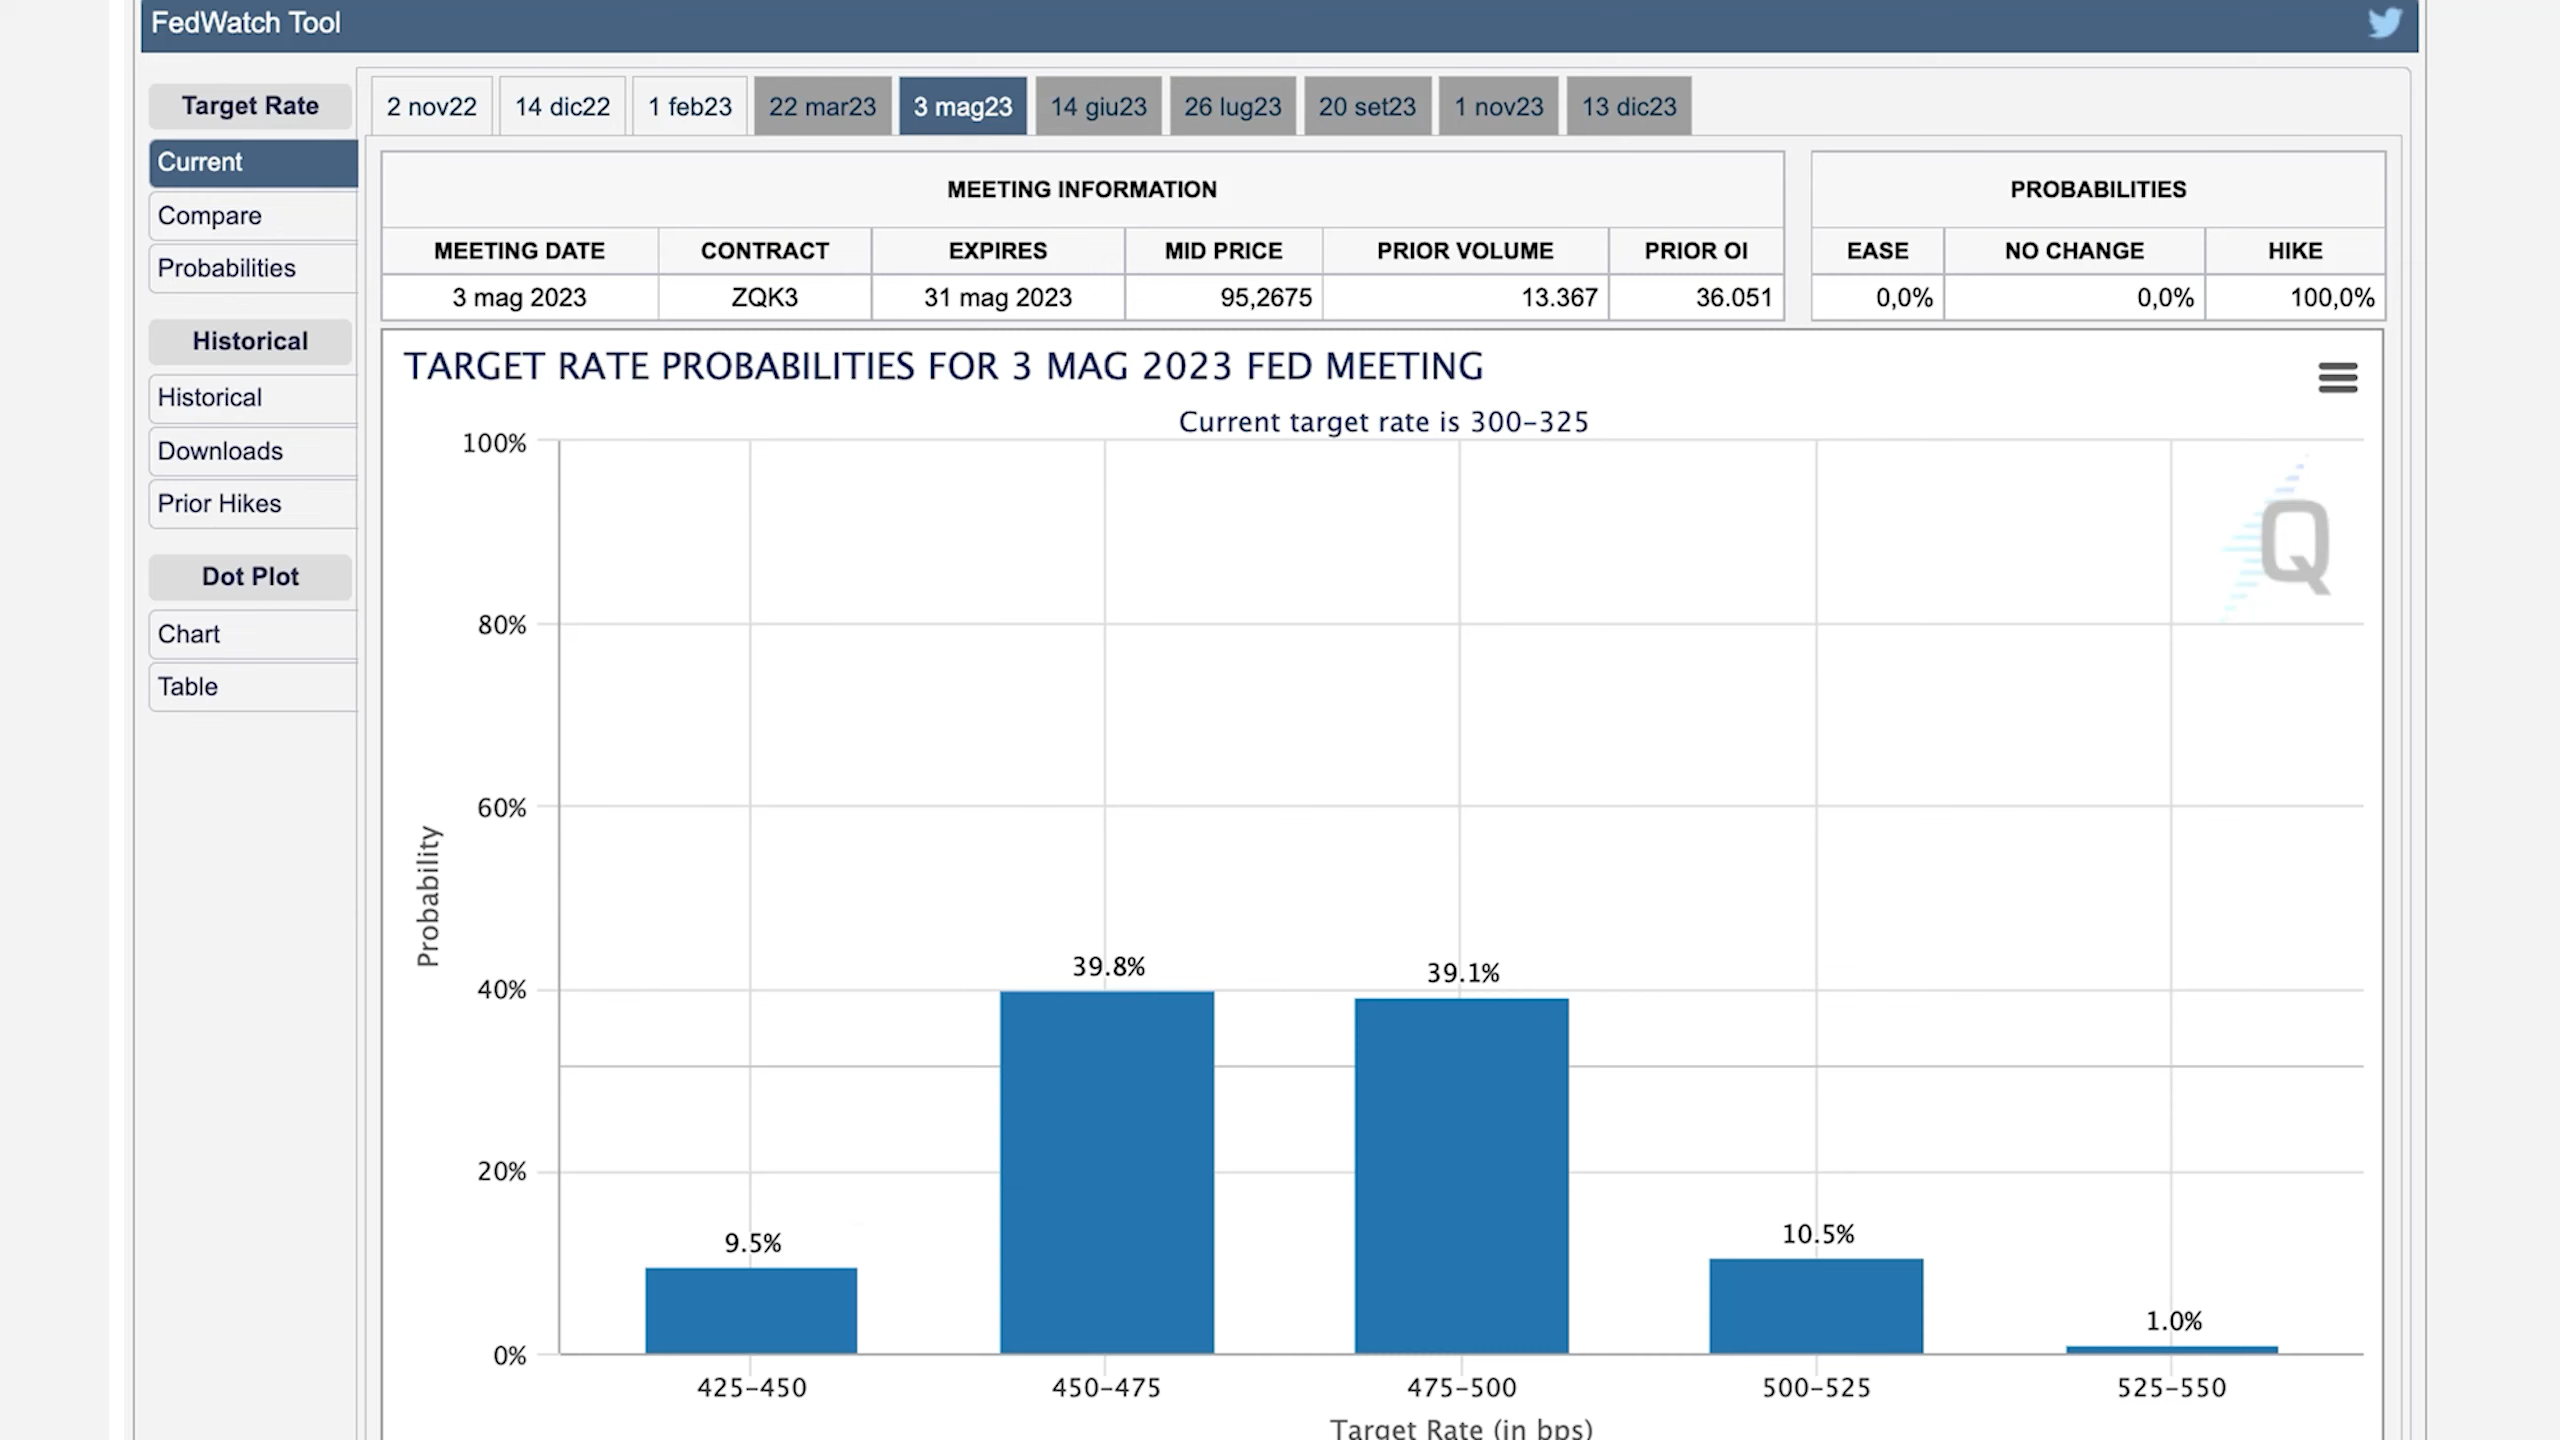 FedWatch Tool
Target Rate
Current
Compare
Probabilities
Historical
Historical
Downloads
Prior Hikes
Dot Plot
Chart
Table
2 nov22 14 dic22 1 feb23 22 mar23 3 mag23 14 giu23 26 lug23 20 set23 1 nov23 13 dic23
MEETING INFORMATION
MEETING DATE CONTRACT EXPIRES MID PRICE PRIOR VOLUME PRIOR OI
3 mag 2023 ZQK3 31 mag 2023 95,2675 13.367 36.051
PROBABILITIES
EASE NO CHANGE HIKE
0,0% 0,0% 100,0%
TARGET RATE PROBABILITIES FOR 3 MAG 2023 FED MEETING
Current target rate is 300-325
Q
Probability
100%
80%
60%
40%
20%
0%
9.5% 39.8% 39.1% 10.5% 1.0%
425-450 450-475 475-500 500-525 525-550
Target Rate (in bps)